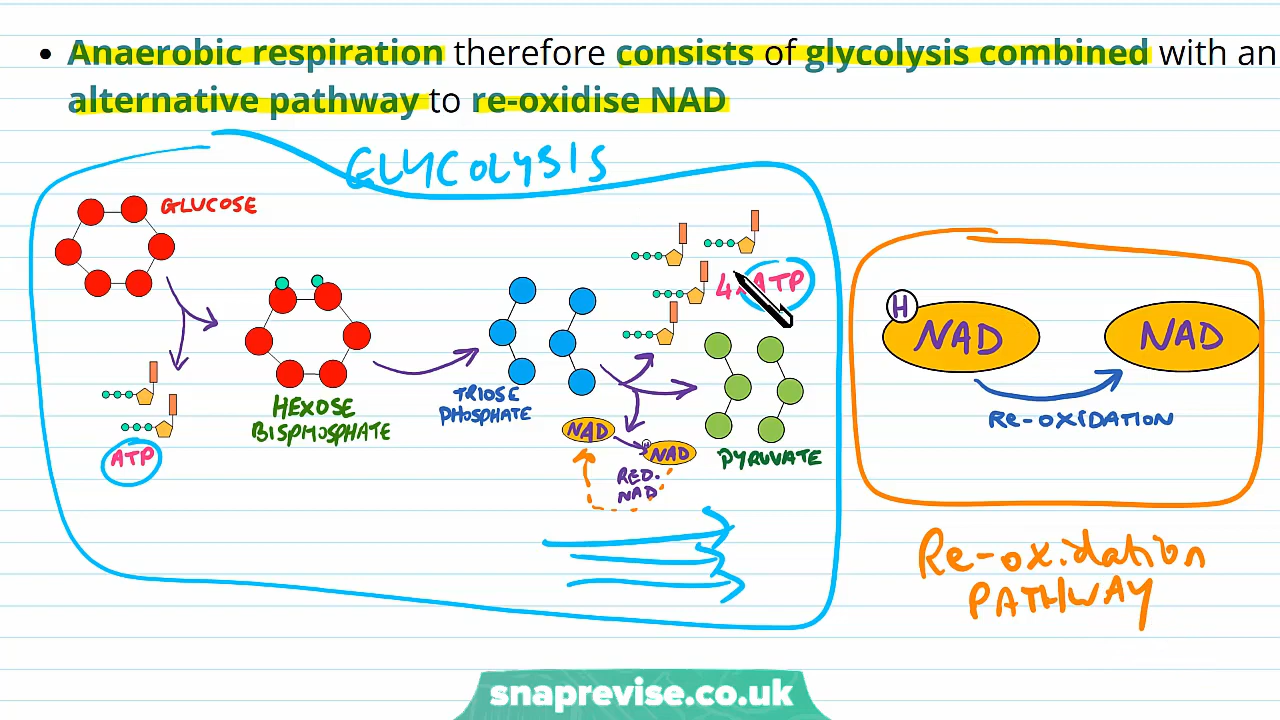 • Anaerobic respiration therefore consists of glycolysis combined with an
alternative pathway to re-oxidise NAD
GLYCOLYSIS
GLUCOSE
4x ATP
H
NAD
NAD
RE-OXIDATION
TRIOSE
PHOSPHATE
HEXOSE
BISPHOSPHATE
NAD
H
NAD
RED.
NAD
PYRUVATE
ATP
Re-oxidation
PATHWAY
snaprevise.co.uk